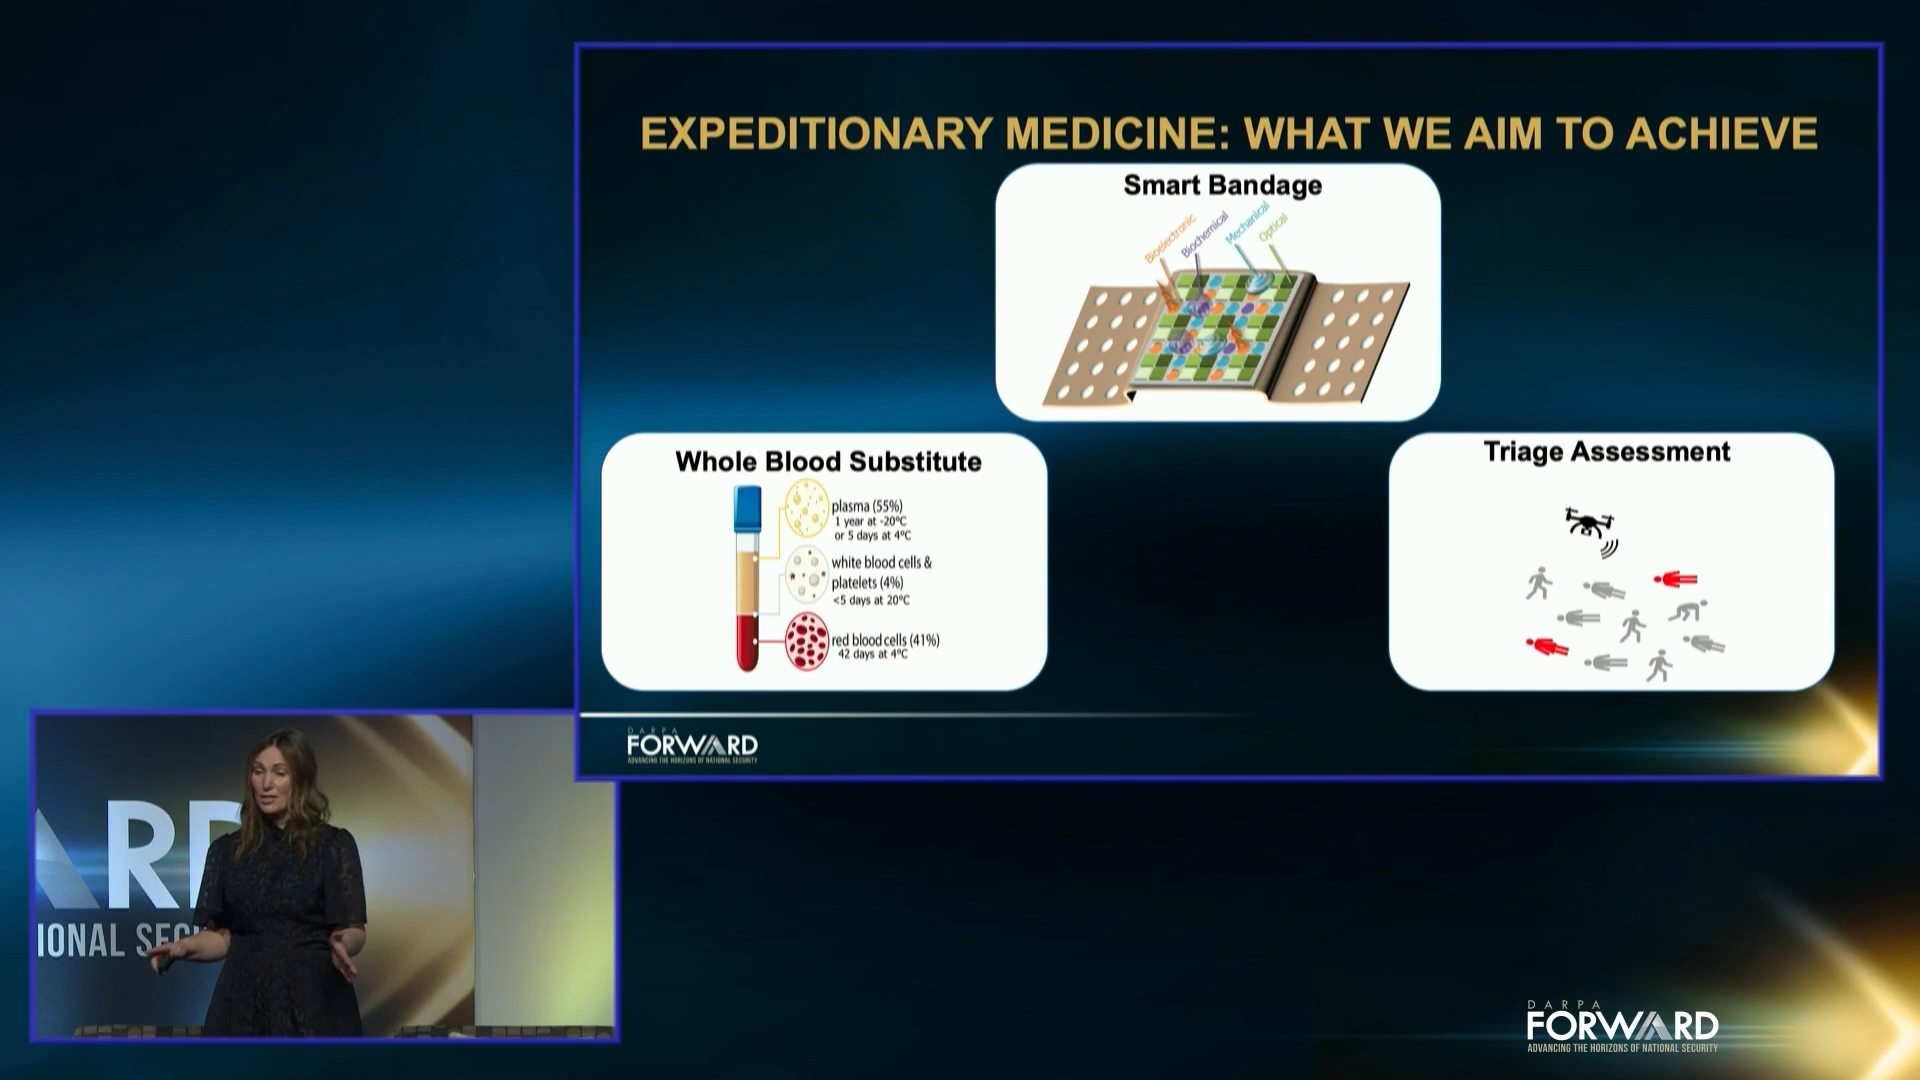 EXPEDITIONARY MEDICINE: WHAT WE AIM TO ACHIEVE
Smart Bandage
Bioelectronic
Biochemical
Mechanical
Optical
Whole Blood Substitute
plasma (55%)
1 year at -20°C
or 5 days at 4°C
white blood cells &
platelets (4%)
<5 days at 20°C
red blood cells (41%)
42 days at 4°C
Triage Assessment
DARPA
FORWARD
ADVANCING THE HORIZONS OF NATIONAL SECURITY
ARD
IONAL SECU
DARPA
FORWARD
ADVANCING THE HORIZONS OF NATIONAL SECURITY